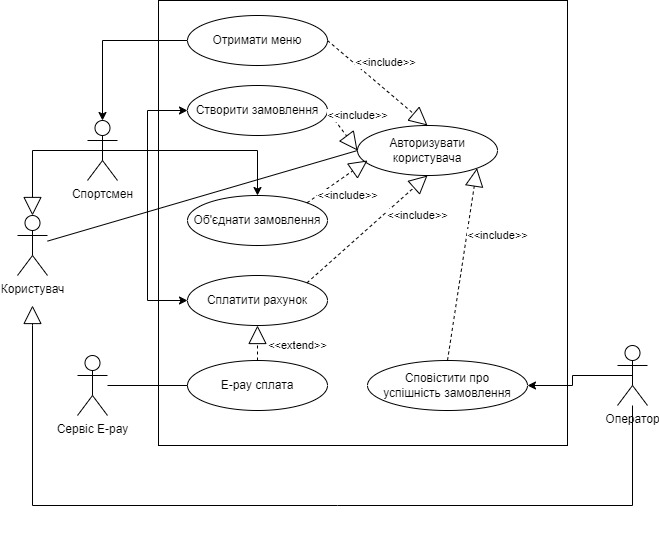 Отримати меню
<<include>>
Створити замовлення
<<include>>
Авторизувати
користувача
Спортсмен
<<include>>
Об'єднати замовлення
<<include>>
<<include>>
Користувач
Сплатити рахунок
<<extend>>
E-pay сплата
Сповістити про
успішність замовлення
Сервіс E-pay
Оператор